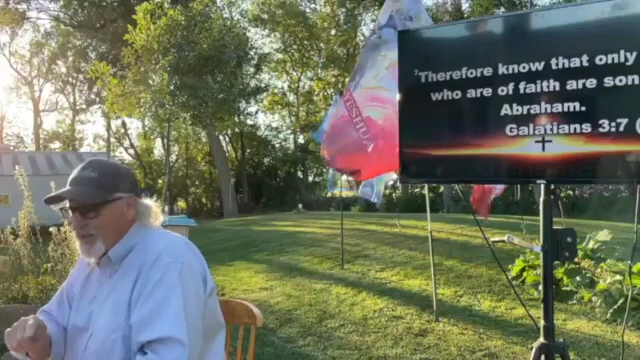 YESHUA
⁷Therefore know that only
who are of faith are son
Abraham.
Galatians 3:7 (